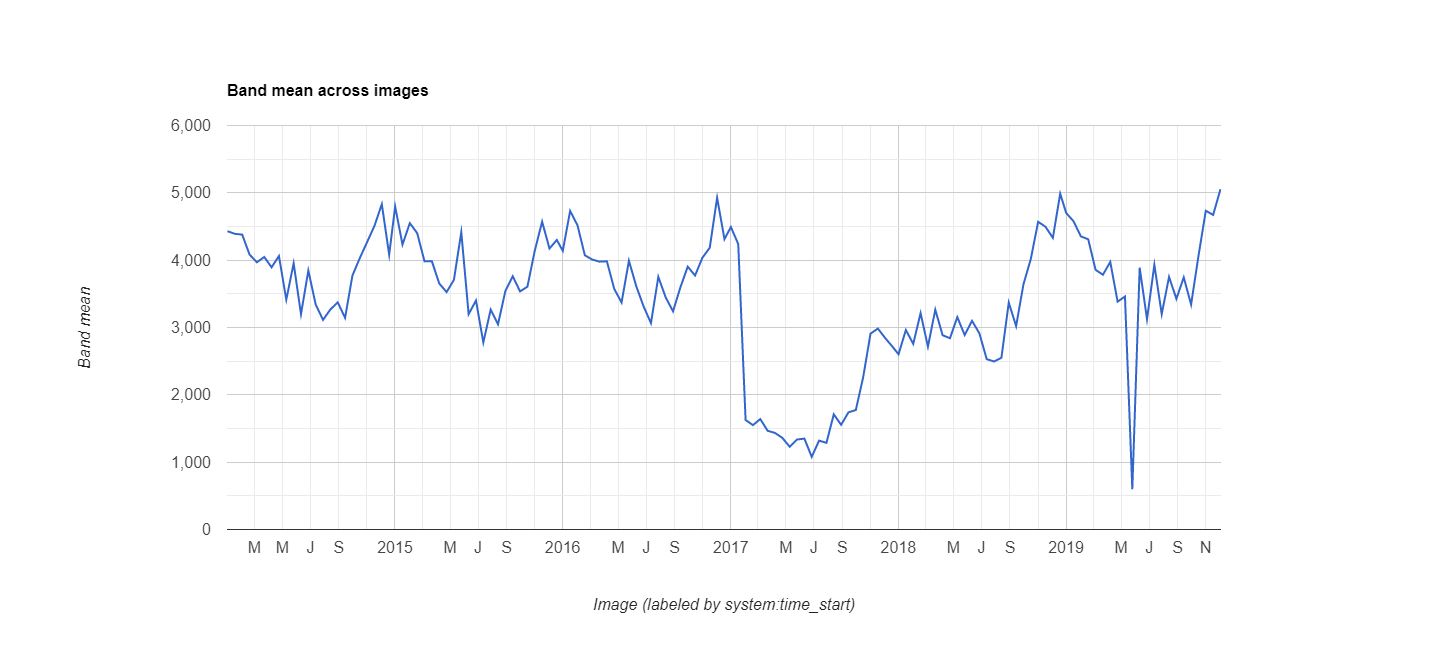 Band mean across images
6,000
5,000
4,000
3,000
2,000
1,000
0
Band mean
M M J S 2015 M J S 2016 M J S 2017 M J S 2018 M J S 2019 M J S N
Image (labeled by system:time_start)